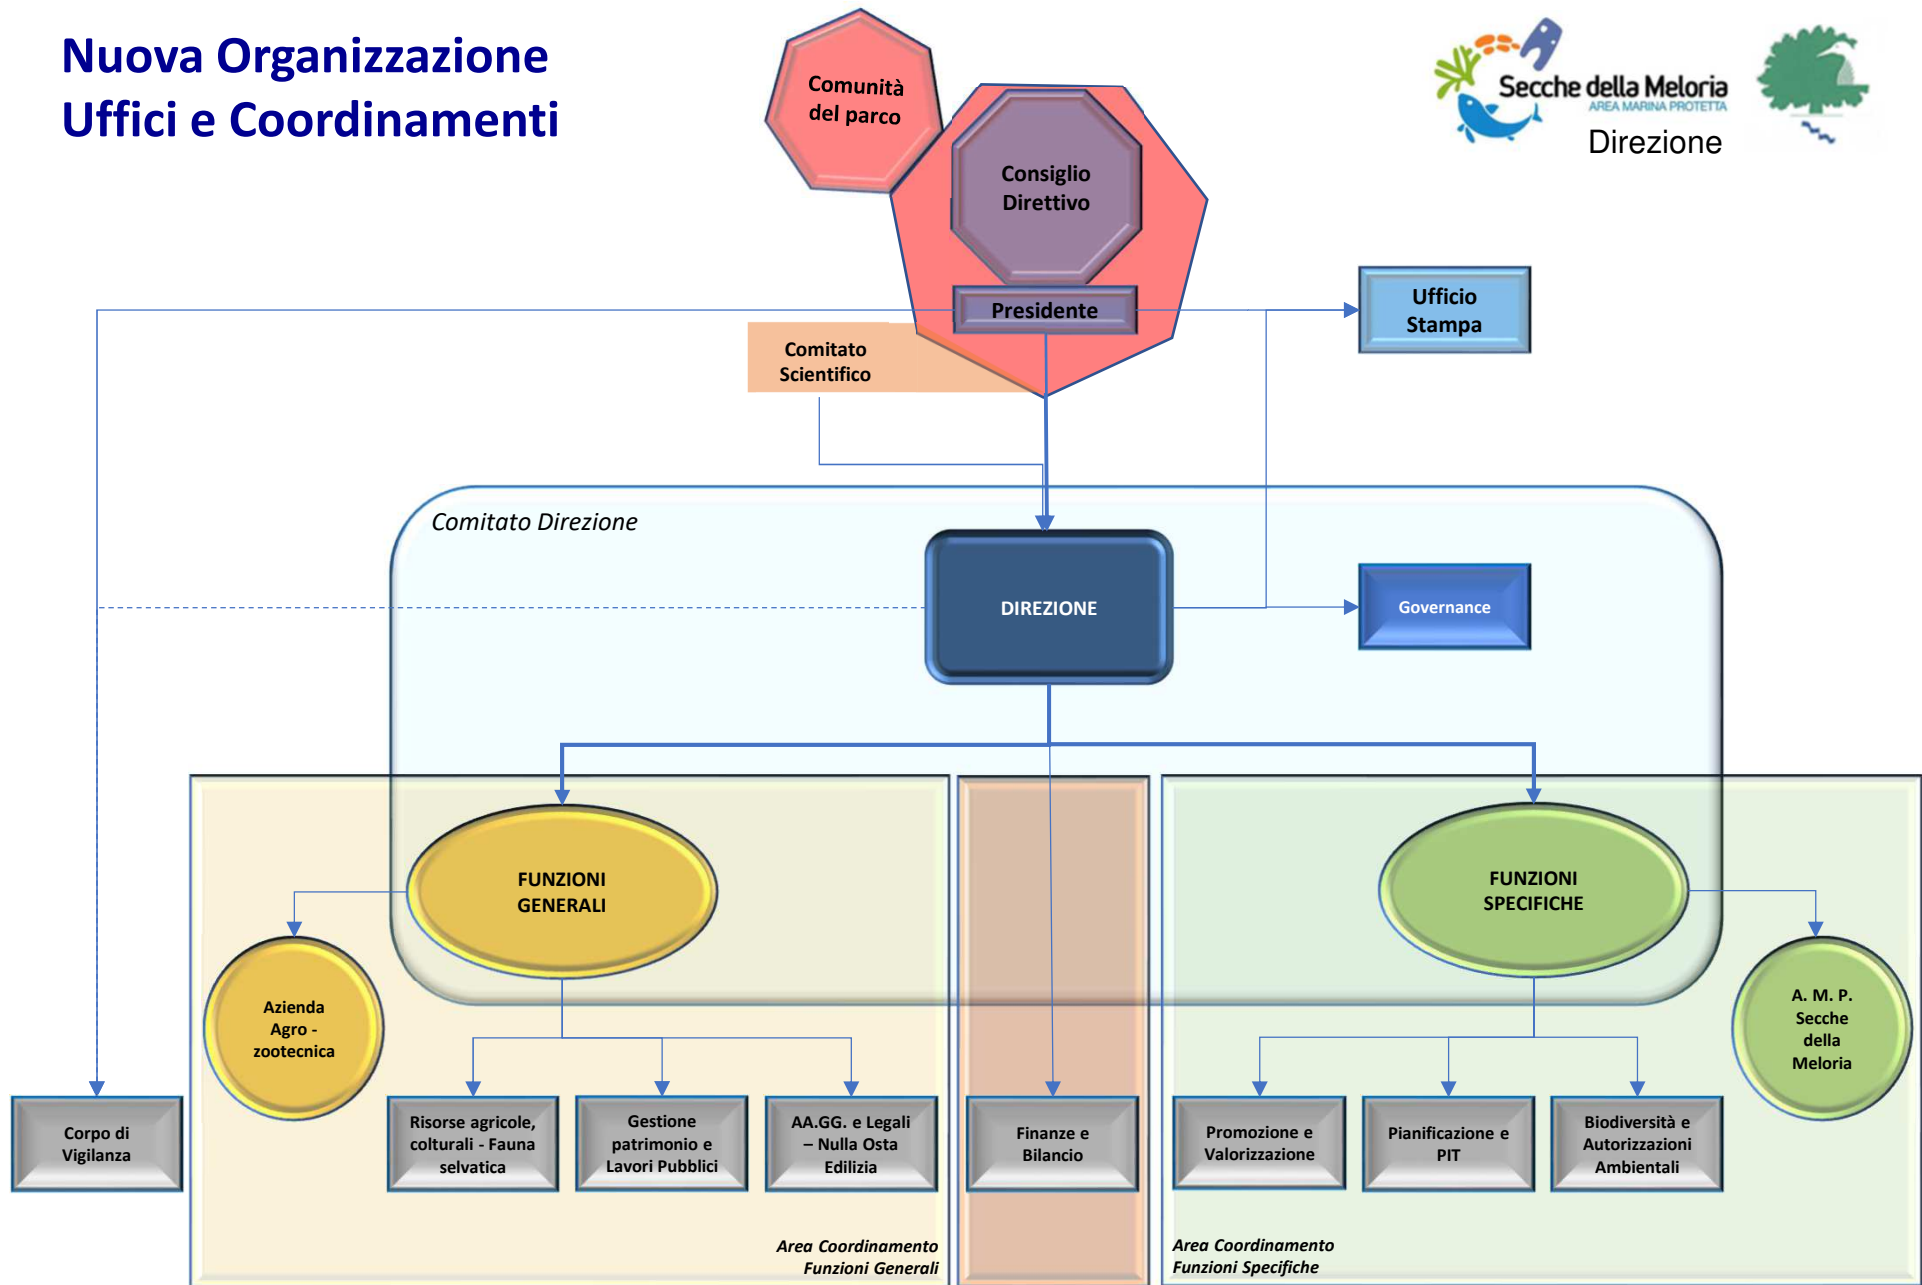 Nuova Organizzazione
Uffici e Coordinamenti
Comunità
del parco
Consiglio
Direttivo
Presidente
Secche della Meloria
AREA MARINA PROTETTA
Direzione
Ufficio
Stampa
Comitato
Scientifico
Comitato Direzione
DIREZIONE
Governance
FUNZIONI
GENERALI
FUNZIONI
SPECIFICHE
Azienda
Agro -
zootecnica
A. M. P.
Secche
della
Meloria
Corpo di
Vigilanza
Risorse agricole,
colturali - Fauna
selvatica
Gestione
patrimonio e
Lavori Pubblici
AA.GG. e Legali
– Nulla Osta
Edilizia
Finanze e
Bilancio
Promozione e
Valorizzazione
Pianificazione e
PIT
Biodiversità e
Autorizzazioni
Ambientali
Area Coordinamento
Funzioni Generali
Area Coordinamento
Funzioni Specifiche